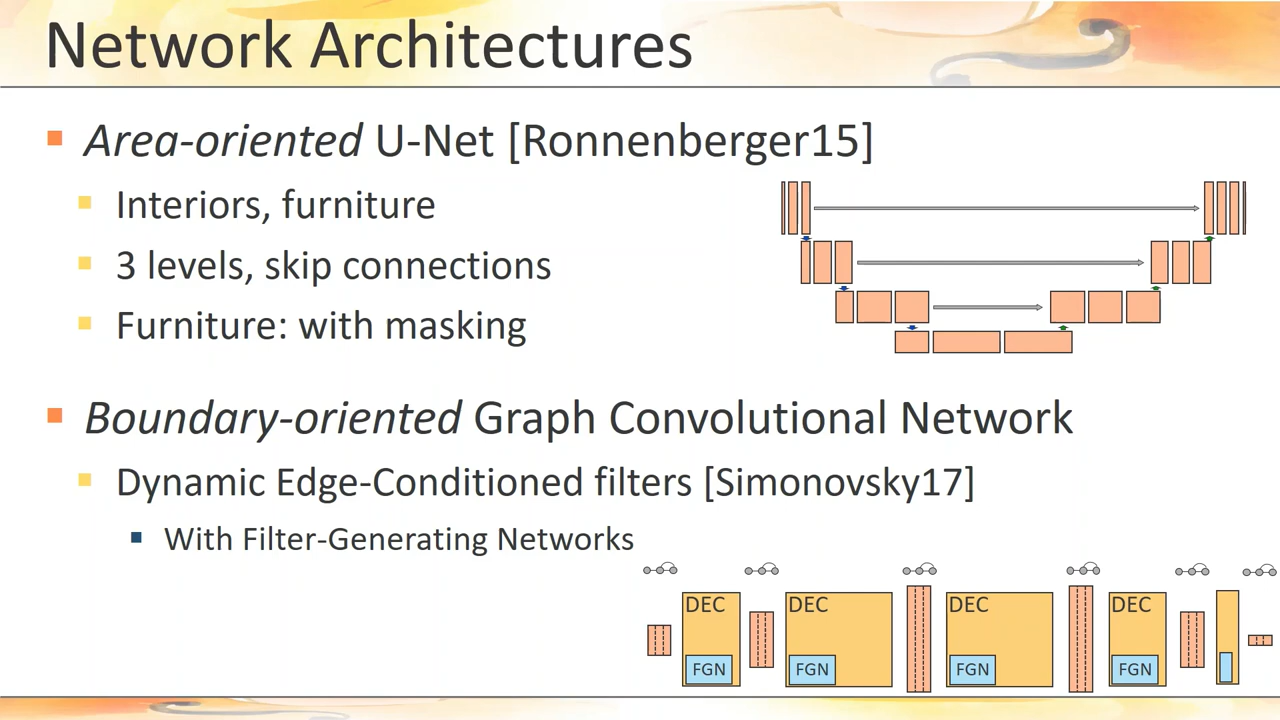 Network Architectures
Area-oriented U-Net [Ronnenberger15]
Interiors, furniture
3 levels, skip connections
Furniture: with masking
Boundary-oriented Graph Convolutional Network
Dynamic Edge-Conditioned filters [Simonovsky17]
With Filter-Generating Networks
DEC DEC DEC DEC
FGN FGN FGN FGN